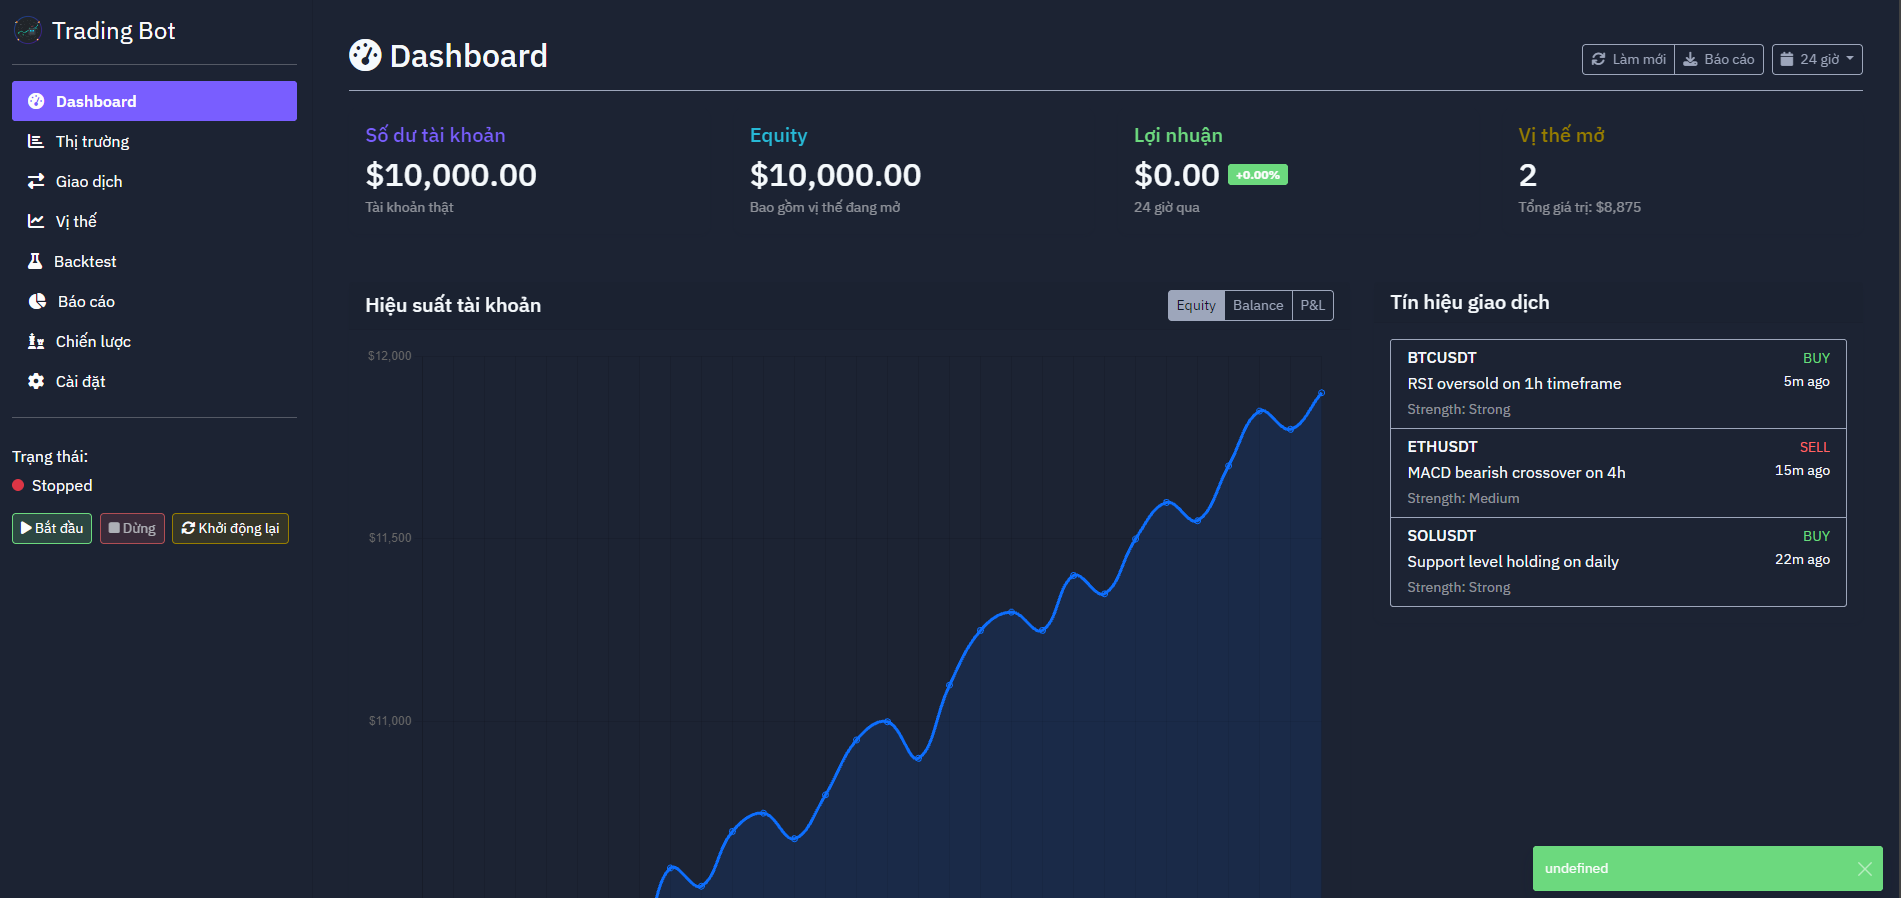 Trading Bot
Dashboard
Thị trường
Giao dịch
Vị thế
Backtest
Báo cáo
Chiến lược
Cài đặt
Trạng thái:
Stopped
Bắt đầu
Dừng
Khởi động lại
Dashboard
Làm mới
Báo cáo
24 giờ
Số dư tài khoản
$10,000.00
Tài khoản thật
Equity
$10,000.00
Bao gồm vị thế đang mở
Lợi nhuận
$0.00 +0.00%
24 giờ qua
Vị thế mở
2
Tổng giá trị: $8,875
Hiệu suất tài khoản
Equity
Balance
P&L
$12,000
$11,500
$11,000
Tín hiệu giao dịch
BTCUSDT
BUY
RSI oversold on 1h timeframe
5m ago
Strength: Strong
ETHUSDT
SELL
MACD bearish crossover on 4h
15m ago
Strength: Medium
SOLUSDT
BUY
Support level holding on daily
22m ago
Strength: Strong
undefined